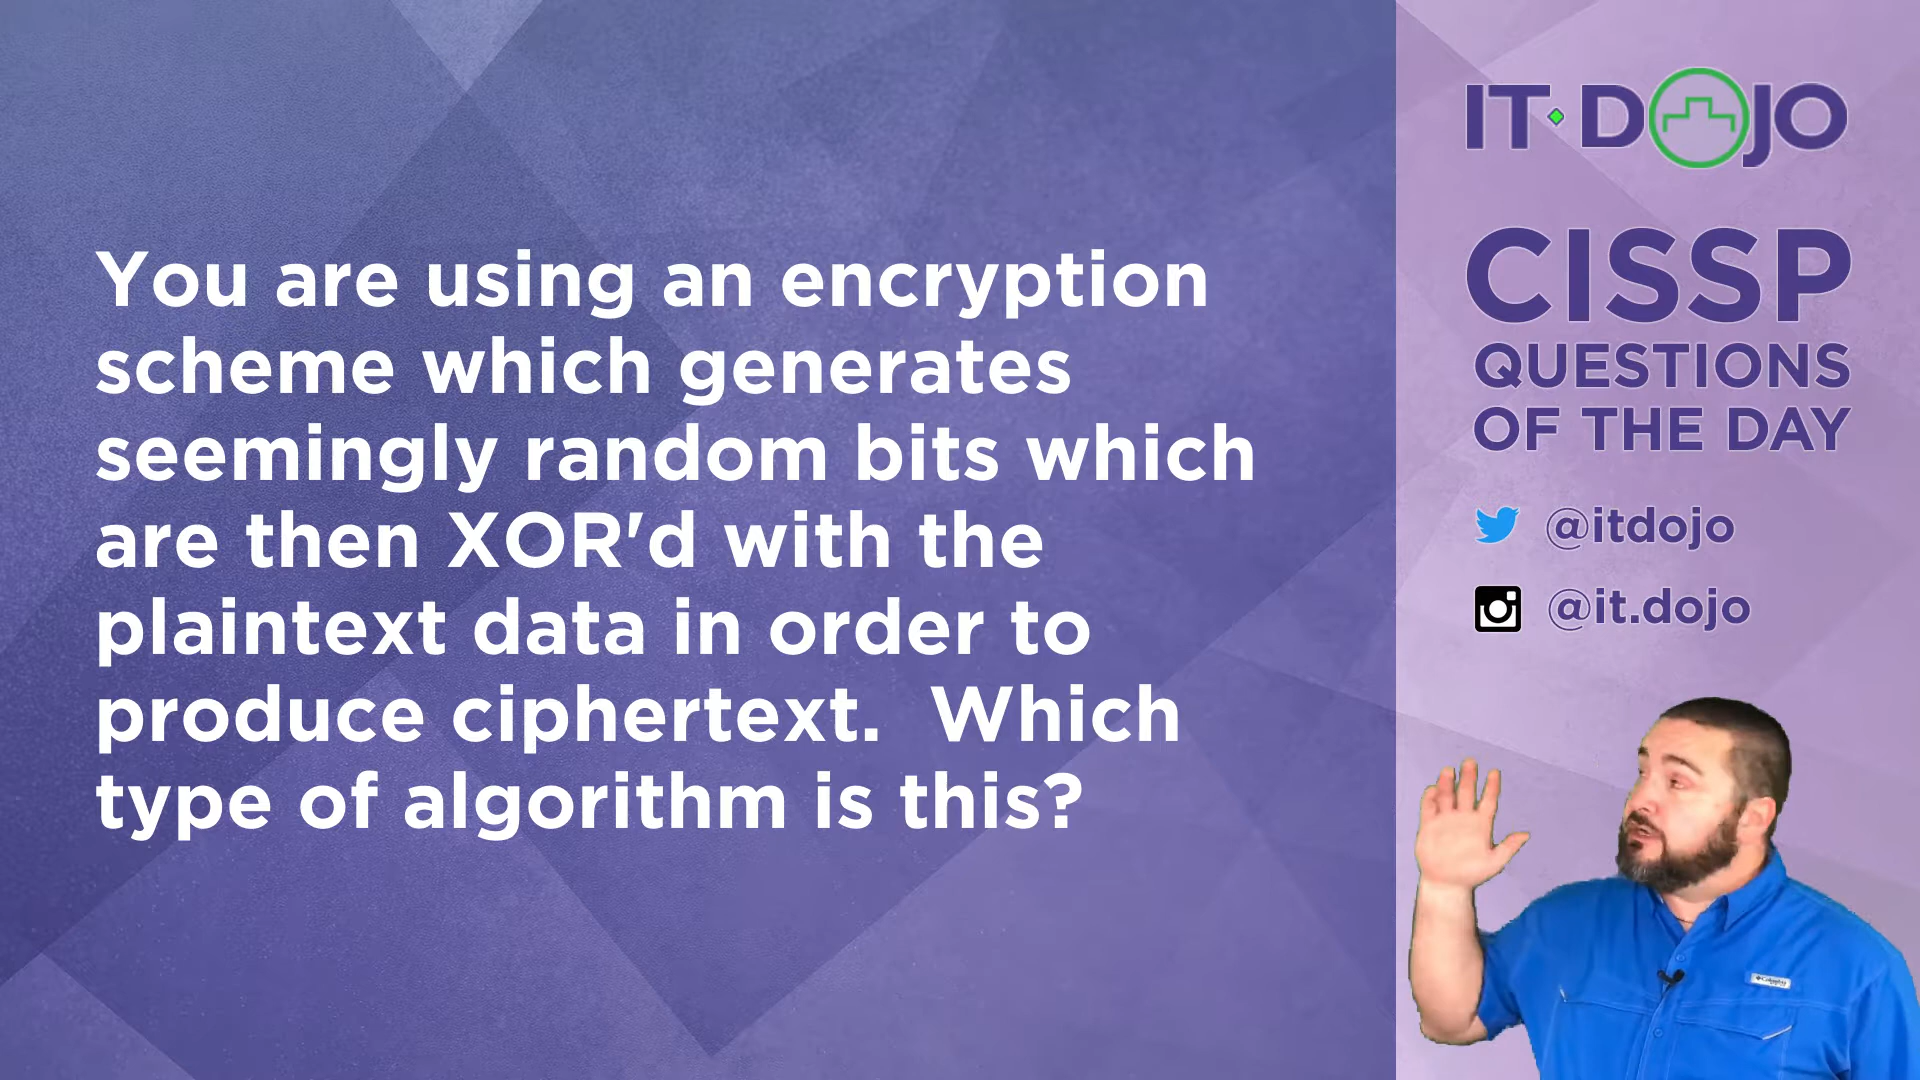 You are using an encryption
scheme which generates
seemingly random bits which
are then XOR'd with the
plaintext data in order to
produce ciphertext.  Which
type of algorithm is this?
IT DOJO
CISSP
QUESTIONS
OF THE DAY
@itdojo
@it.dojo
Columbia